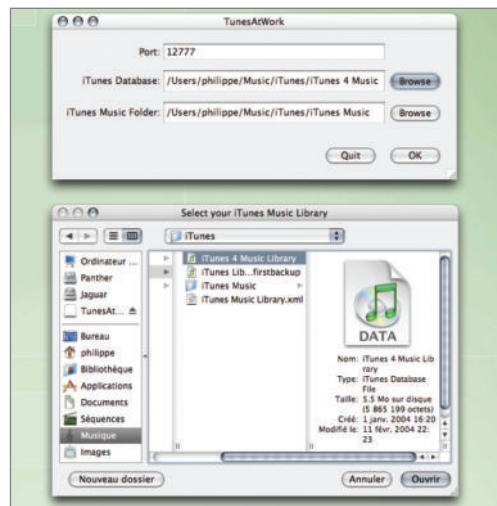 TunesAtWork
Port: 12777
iTunes Database: /Users/philippe/Music/iTunes/iTunes 4 Music Browse
iTunes Music Folder: /Users/philippe/Music/iTunes/iTunes Music Browse
Quit OK
Select your iTunes Music Library
iTunes
Ordinateur ...
Panther
Jaguar
TunesAt...
Bureau
philippe
Bibliothèque
Applications
Documents
Séquences
Musique
Images
iTunes 4 Music Library
iTunes Lib...firstbackup
iTunes Music
iTunes Music Library.xml
DATA
Nom: iTunes 4 Music Lib
rary
Type: iTunes Database
File
Taille: 5.5 Mo sur disque
(5 865 199 octets)
Créé: 1 janv. 2004 16:20
Modifié le: 11 févr. 2004 22:
23
Nouveau dossier Annuler Ouvrir